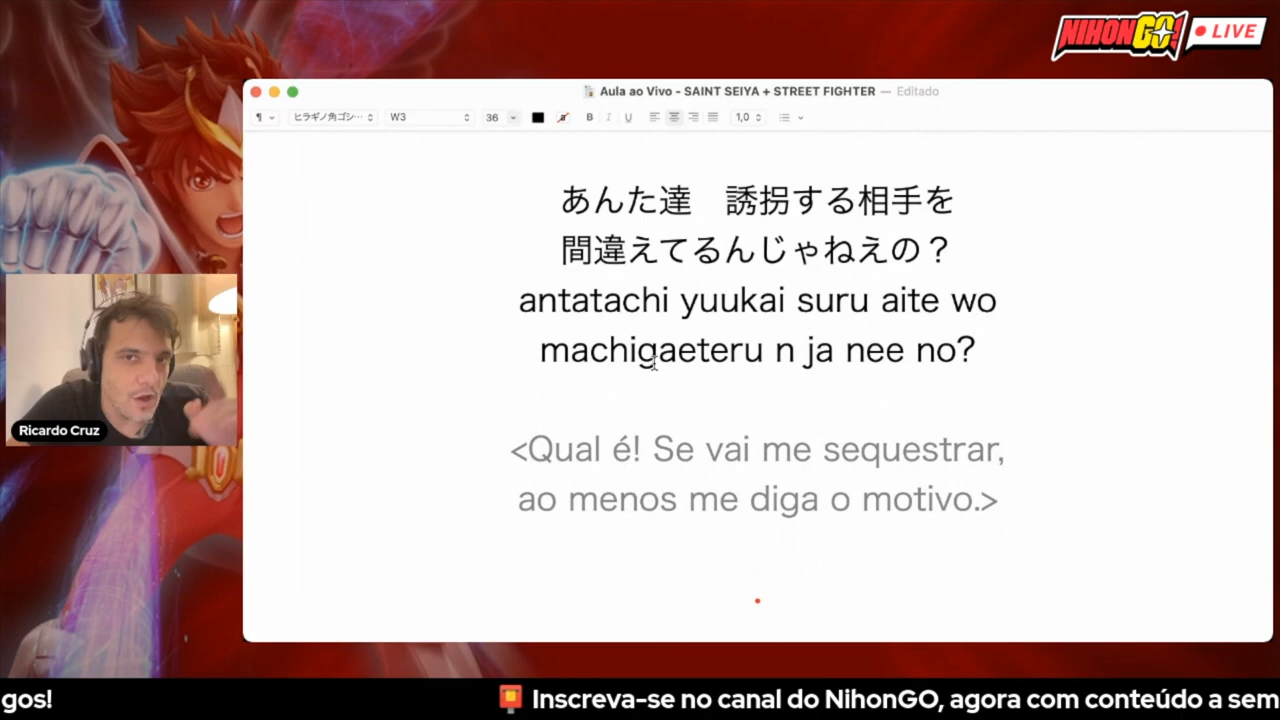 NIHONGO! LIVE
Aula ao Vivo - SAINT SEIYA + STREET FIGHTER — Editado
ヒラギノ角ゴシ… W3 36 a B I U 1,0
あんた達　誘拐する相手を
間違えてるんじゃねえの？
antatachi yuukai suru aite wo
machigaeteru n ja nee no?
<Qual é! Se vai me sequestrar,
ao menos me diga o motivo.>
Ricardo Cruz
gos! Inscreva-se no canal do NihonGO, agora com conteúdo a sem